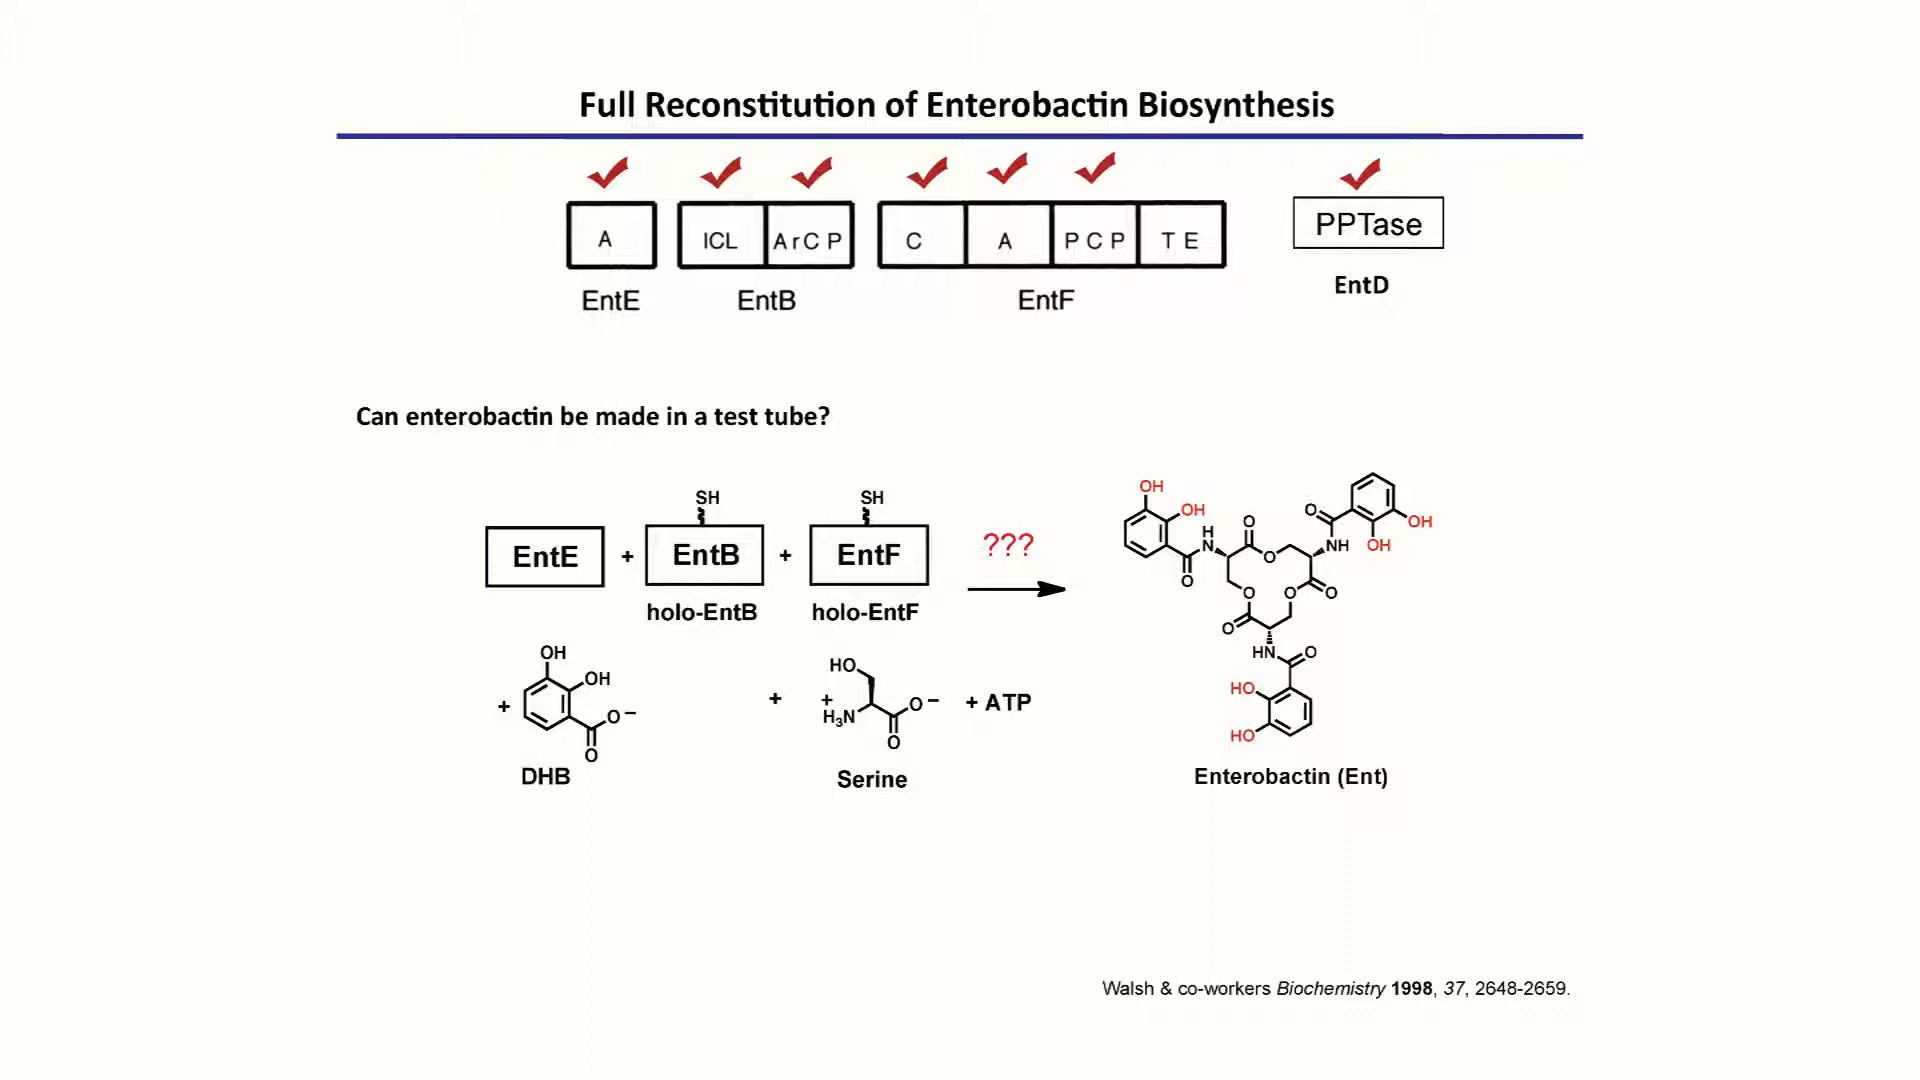 Full Reconstitution of Enterobactin Biosynthesis
A ICL ArCP C A PCP TE PPTase
EntE EntB EntF EntD
Can enterobactin be made in a test tube?
SH SH
EntE + EntB + EntF ???
holo-EntB holo-EntF
+ OH OH O− O
DHB
+ HO + H₃N O− O
Serine
+ ATP
OH OH O H N O O O NH O OH OH
O O O O O
HN O HO HO
Enterobactin (Ent)
Walsh & co-workers Biochemistry 1998, 37, 2648-2659.